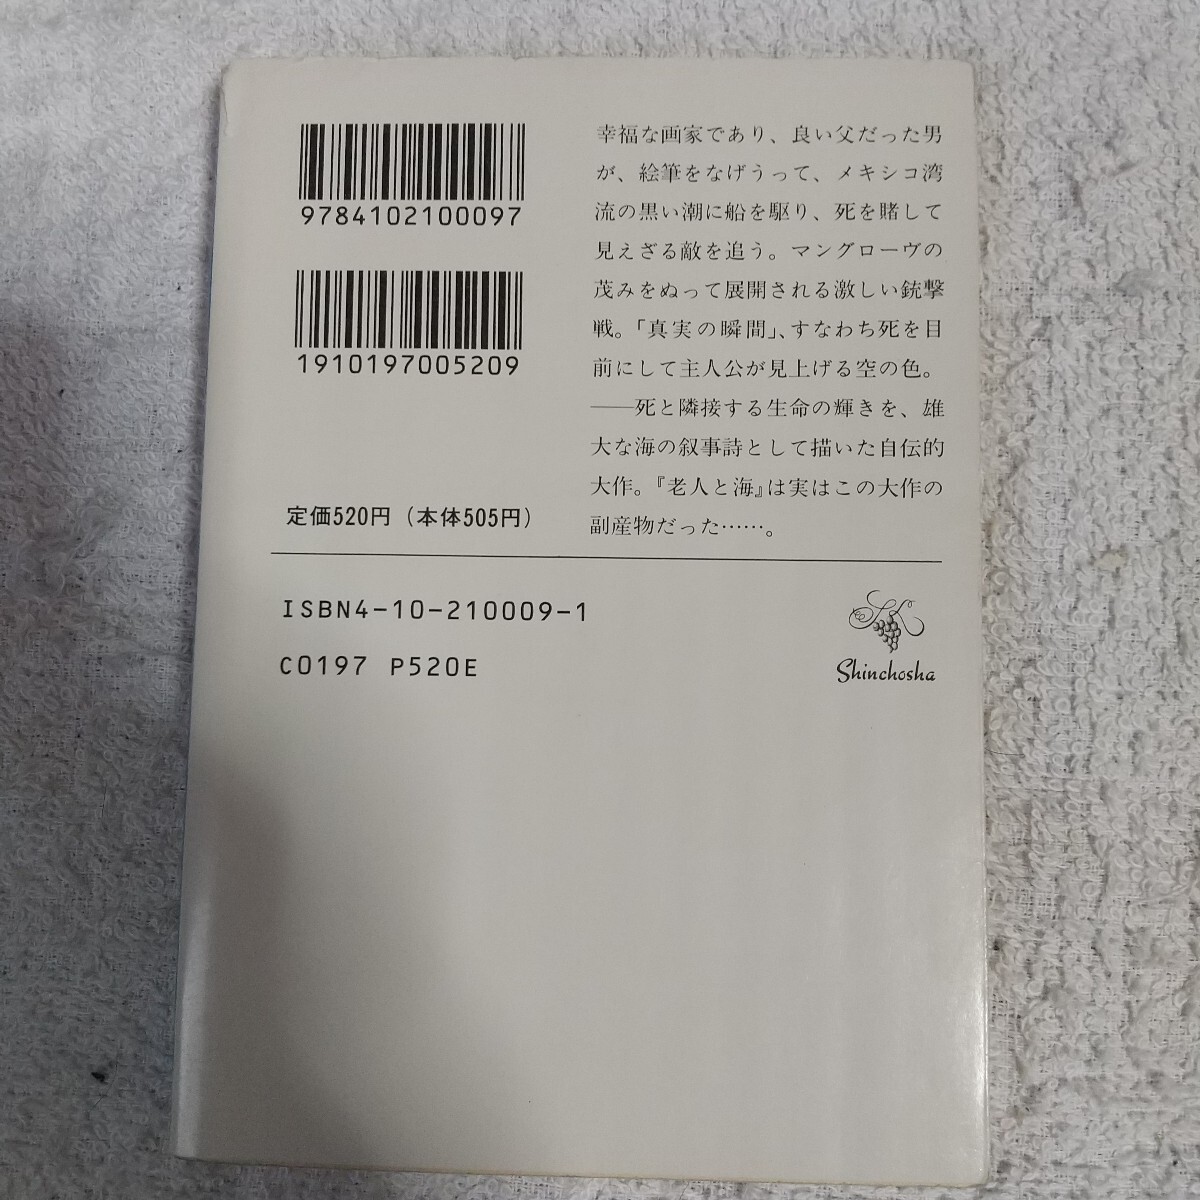 9784102100097
1910197005209
定価520円（本体505円）
幸福な画家であり、良い父だった男
が、絵筆をなげうって、メキシコ湾
流の黒い潮に船を駆り、死を賭して
見えざる敵を追う。マングローヴの
茂みをぬって展開される激しい銃撃
戦。「真実の瞬間」、すなわち死を目
前にして主人公が見上げる空の色。
――死と隣接する生命の輝きを、雄
大な海の叙事詩として描いた自伝的
大作。『老人と海』は実はこの大作の
副産物だった……。
ISBN4-10-210009-1
C0197 P520E
Shinchosha